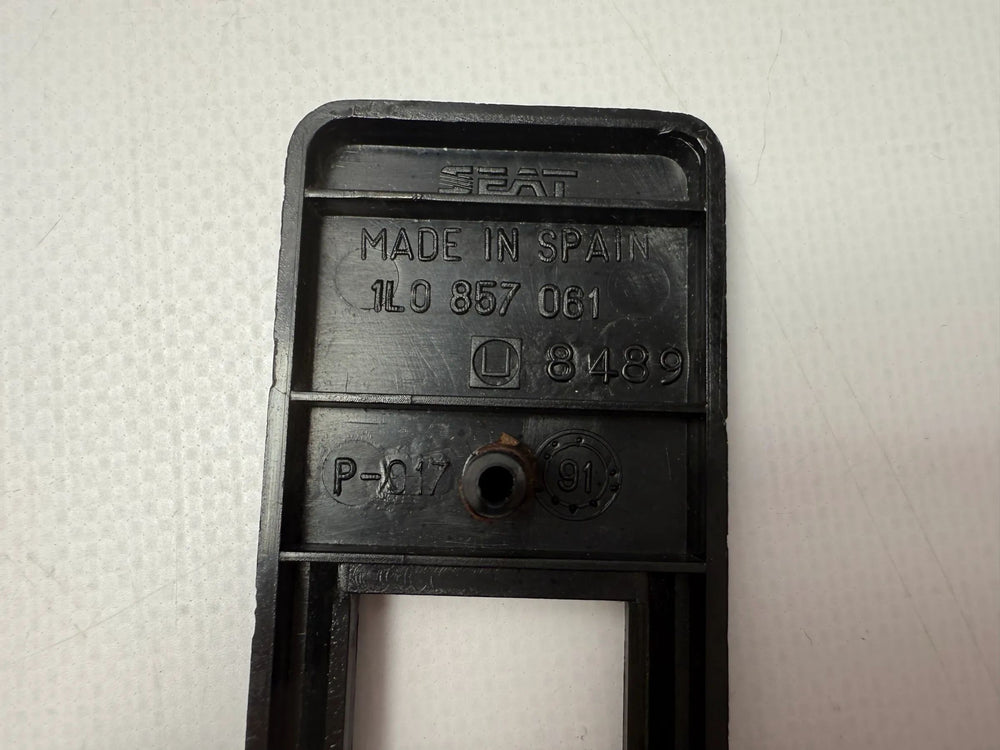 SEAT
MADE IN SPAIN
1L0 857 061
U 8489
P-017
91